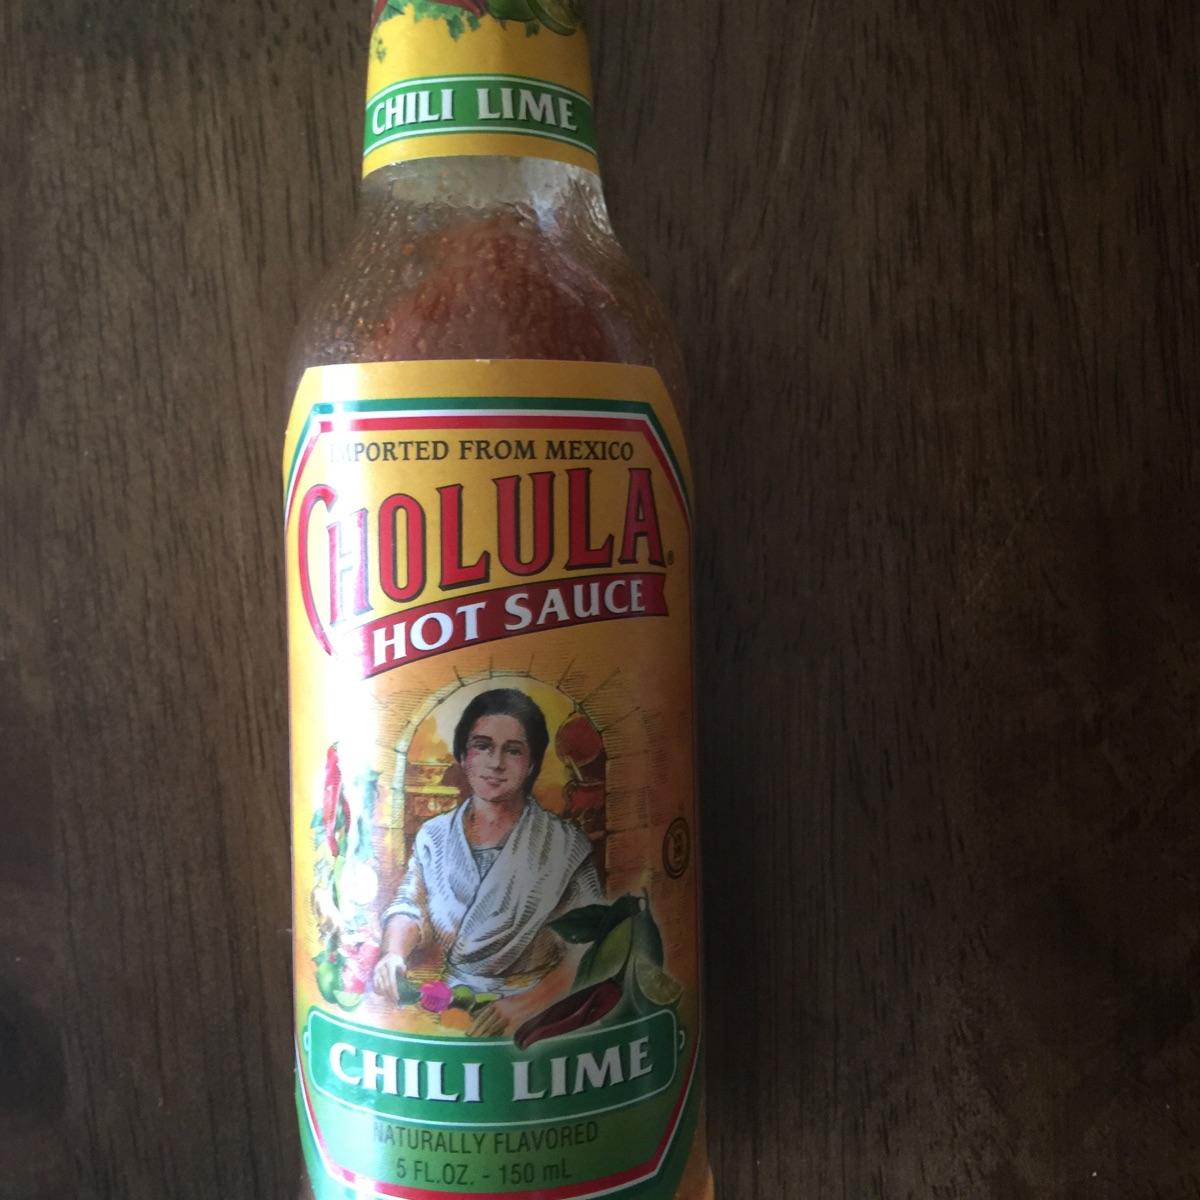 CHILI LIME
IMPORTED FROM MEXICO
CHOLULA®
HOT SAUCE
CHILI LIME
NATURALLY FLAVORED
5 FL.OZ. - 150 mL